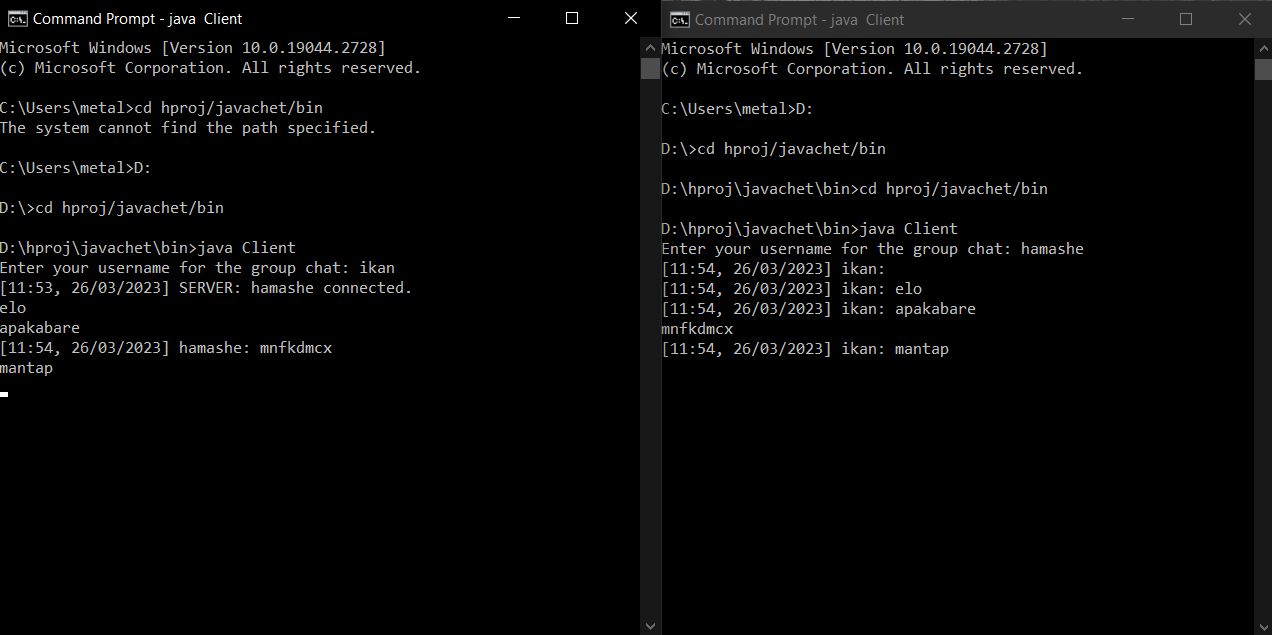 Command Prompt - java  Client
Microsoft Windows [Version 10.0.19044.2728]
(c) Microsoft Corporation. All rights reserved.
C:\Users\metal>cd hproj/javachet/bin
The system cannot find the path specified.
C:\Users\metal>D:
D:\>cd hproj/javachet/bin
D:\hproj\javachet\bin>java Client
Enter your username for the group chat: ikan
[11:53, 26/03/2023] SERVER: hamashe connected.
elo
apakabare
[11:54, 26/03/2023] hamashe: mnfkdmcx
mantap
Command Prompt - java  Client
Microsoft Windows [Version 10.0.19044.2728]
(c) Microsoft Corporation. All rights reserved.
C:\Users\metal>D:
D:\>cd hproj/javachet/bin
D:\hproj\javachet\bin>cd hproj/javachet/bin
D:\hproj\javachet\bin>java Client
Enter your username for the group chat: hamashe
[11:54, 26/03/2023] ikan:
[11:54, 26/03/2023] ikan: elo
[11:54, 26/03/2023] ikan: apakabare
mnfkdmcx
[11:54, 26/03/2023] ikan: mantap